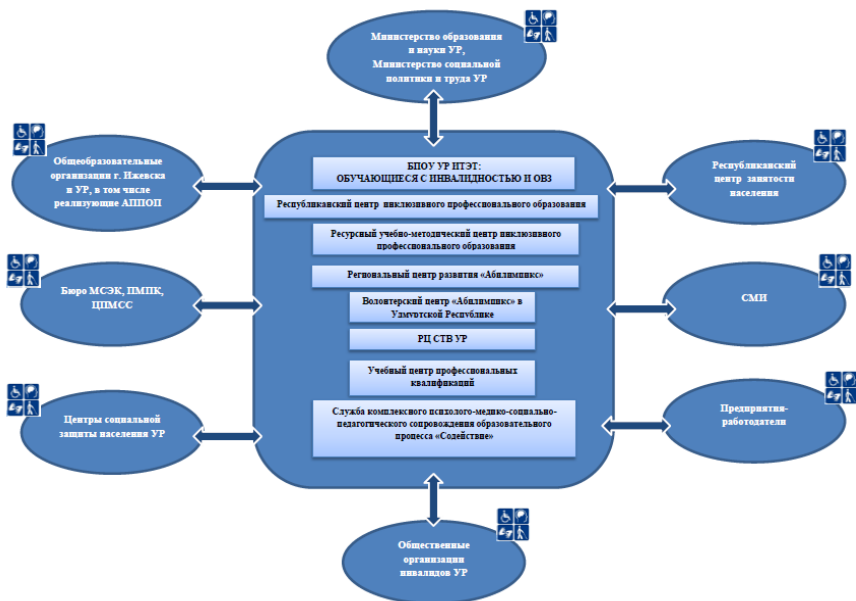 Министерство образования
и науки УР,
Министерство социальной
политики и труда УР
Общеобразовательные
организации г. Ижевска
и УР, в том числе
реализующие АППОП
Бюро МСЭК, ПМПК,
ЦПМСС
Центры социальной
защиты населения УР
БПОУ УР ИТЭТ:
ОБУЧАЮЩИЕСЯ С ИНВАЛИДНОСТЬЮ И ОВЗ
Республиканский центр инклюзивного профессионального образования
Ресурсный учебно-методический центр инклюзивного
профессионального образования
Региональный центр развития «Абилимпикс»
Волонтерский центр «Абилимпикс» в
Удмуртской Республике
РЦ СТВ УР
Учебный центр профессиональных
квалификаций
Служба комплексного психолого-медико-социально-
педагогического сопровождения образовательного
процесса «Содействие»
Республиканский
центр занятости
населения
СМИ
Предприятия-
работодатели
Общественные
организации
инвалидов УР